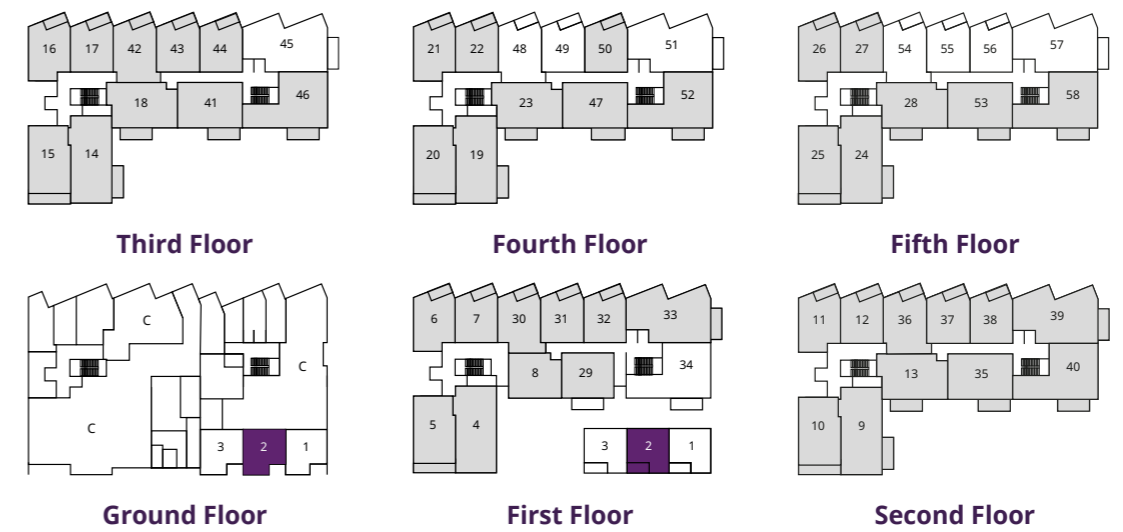 16 17 42 43 44 45
18 41 46
15 14
Third Floor
21 22 48 49 50 51
23 47 52
20 19
Fourth Floor
26 27 54 55 56 57
28 53 58
25 24
Fifth Floor
C
C
C
3 2 1
Ground Floor
6 7 30 31 32 33
8 29 34
5 4
3 2 1
First Floor
11 12 36 37 38 39
13 35 40
10 9
Second Floor